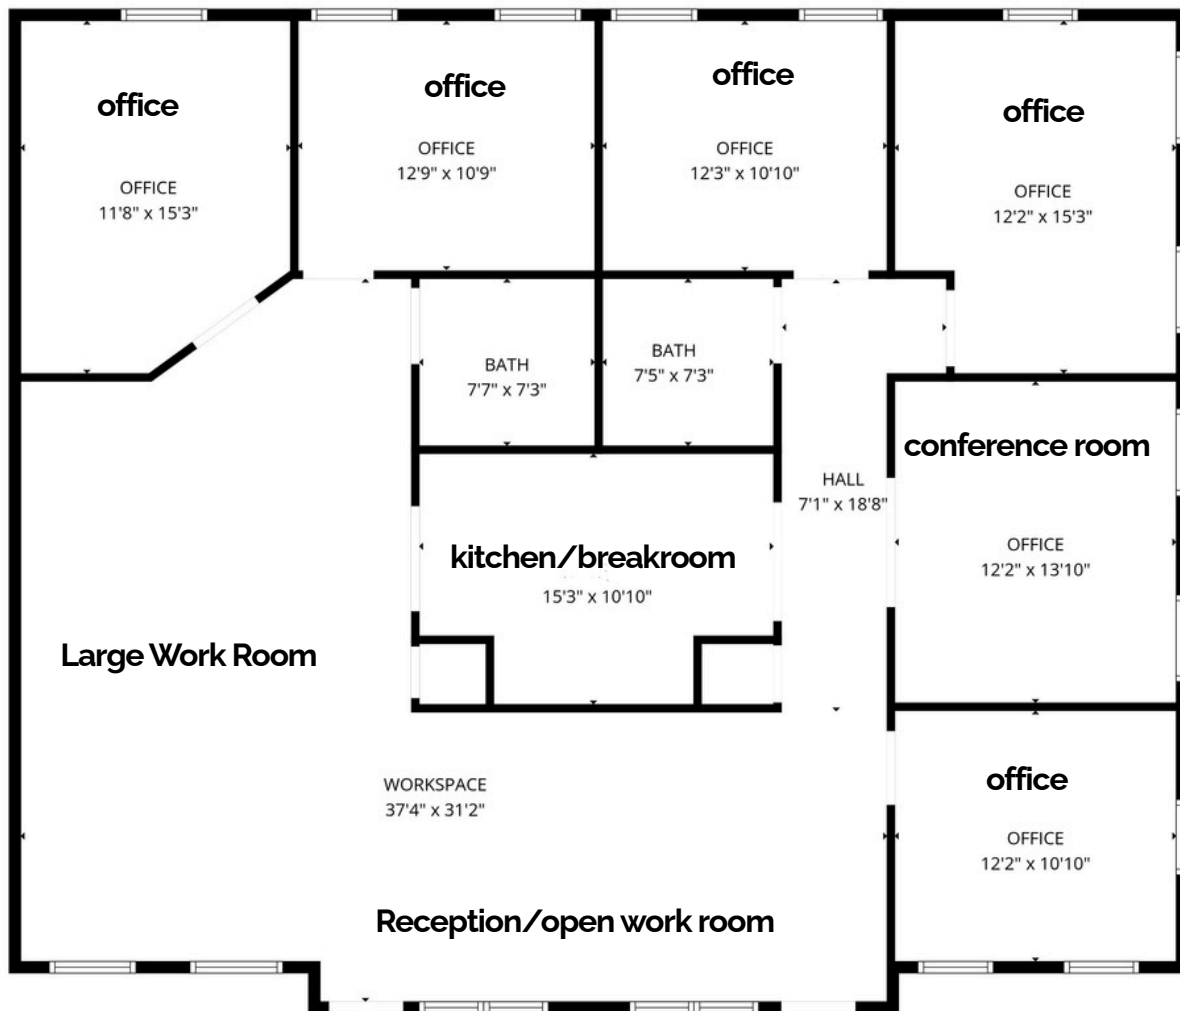 office
OFFICE
11'8" x 15'3"
office
OFFICE
12'9" x 10'9"
office
OFFICE
12'3" x 10'10"
office
OFFICE
12'2" x 15'3"
BATH
7'7" x 7'3"
BATH
7'5" x 7'3"
HALL
7'1" x 18'8"
conference room
OFFICE
12'2" x 13'10"
kitchen/breakroom
15'3" x 10'10"
Large Work Room
WORKSPACE
37'4" x 31'2"
office
OFFICE
12'2" x 10'10"
Reception/open work room